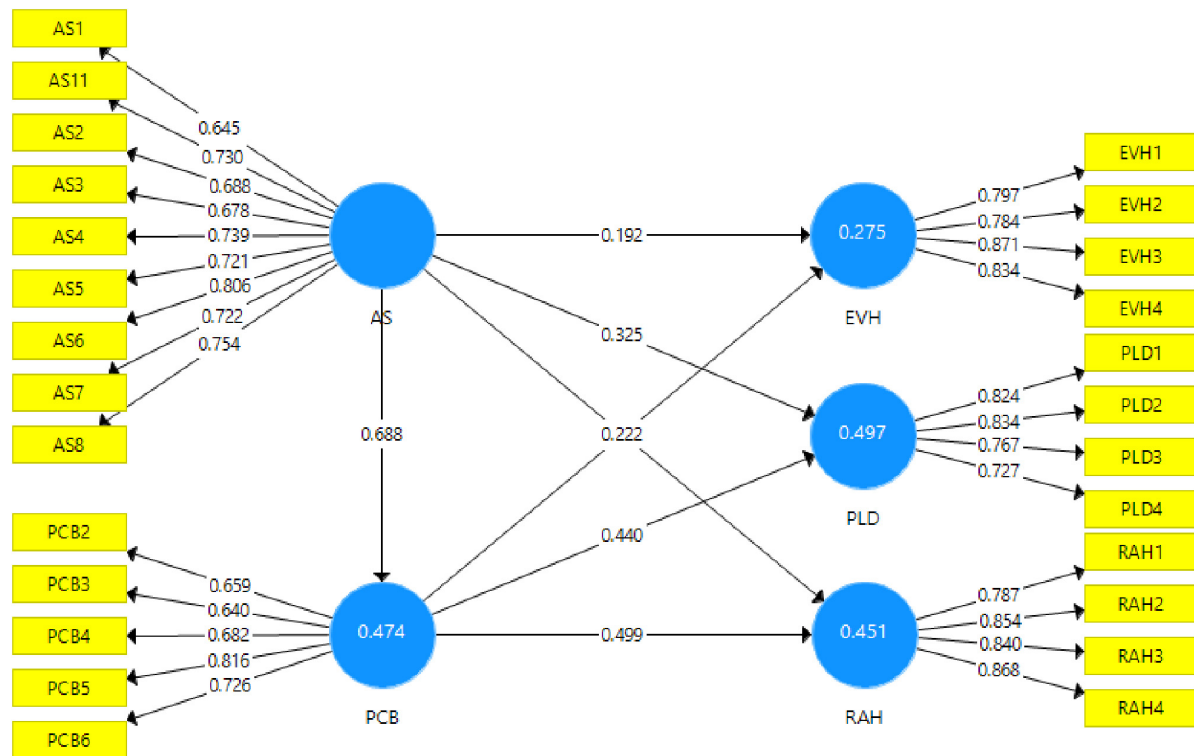 AS1
AS11
AS2
AS3
AS4
AS5
AS6
AS7
AS8
0.645
0.730
0.688
0.678
0.739
0.721
0.806
0.722
0.754
AS
0.688
PCB2
PCB3
PCB4
PCB5
PCB6
0.659
0.640
0.682
0.816
0.726
0.474
PCB
0.192
0.325
0.222
0.440
0.499
0.275
EVH
0.497
PLD
0.451
RAH
0.797
0.784
0.871
0.834
EVH1
EVH2
EVH3
EVH4
0.824
0.834
0.767
0.727
PLD1
PLD2
PLD3
PLD4
0.787
0.854
0.840
0.868
RAH1
RAH2
RAH3
RAH4